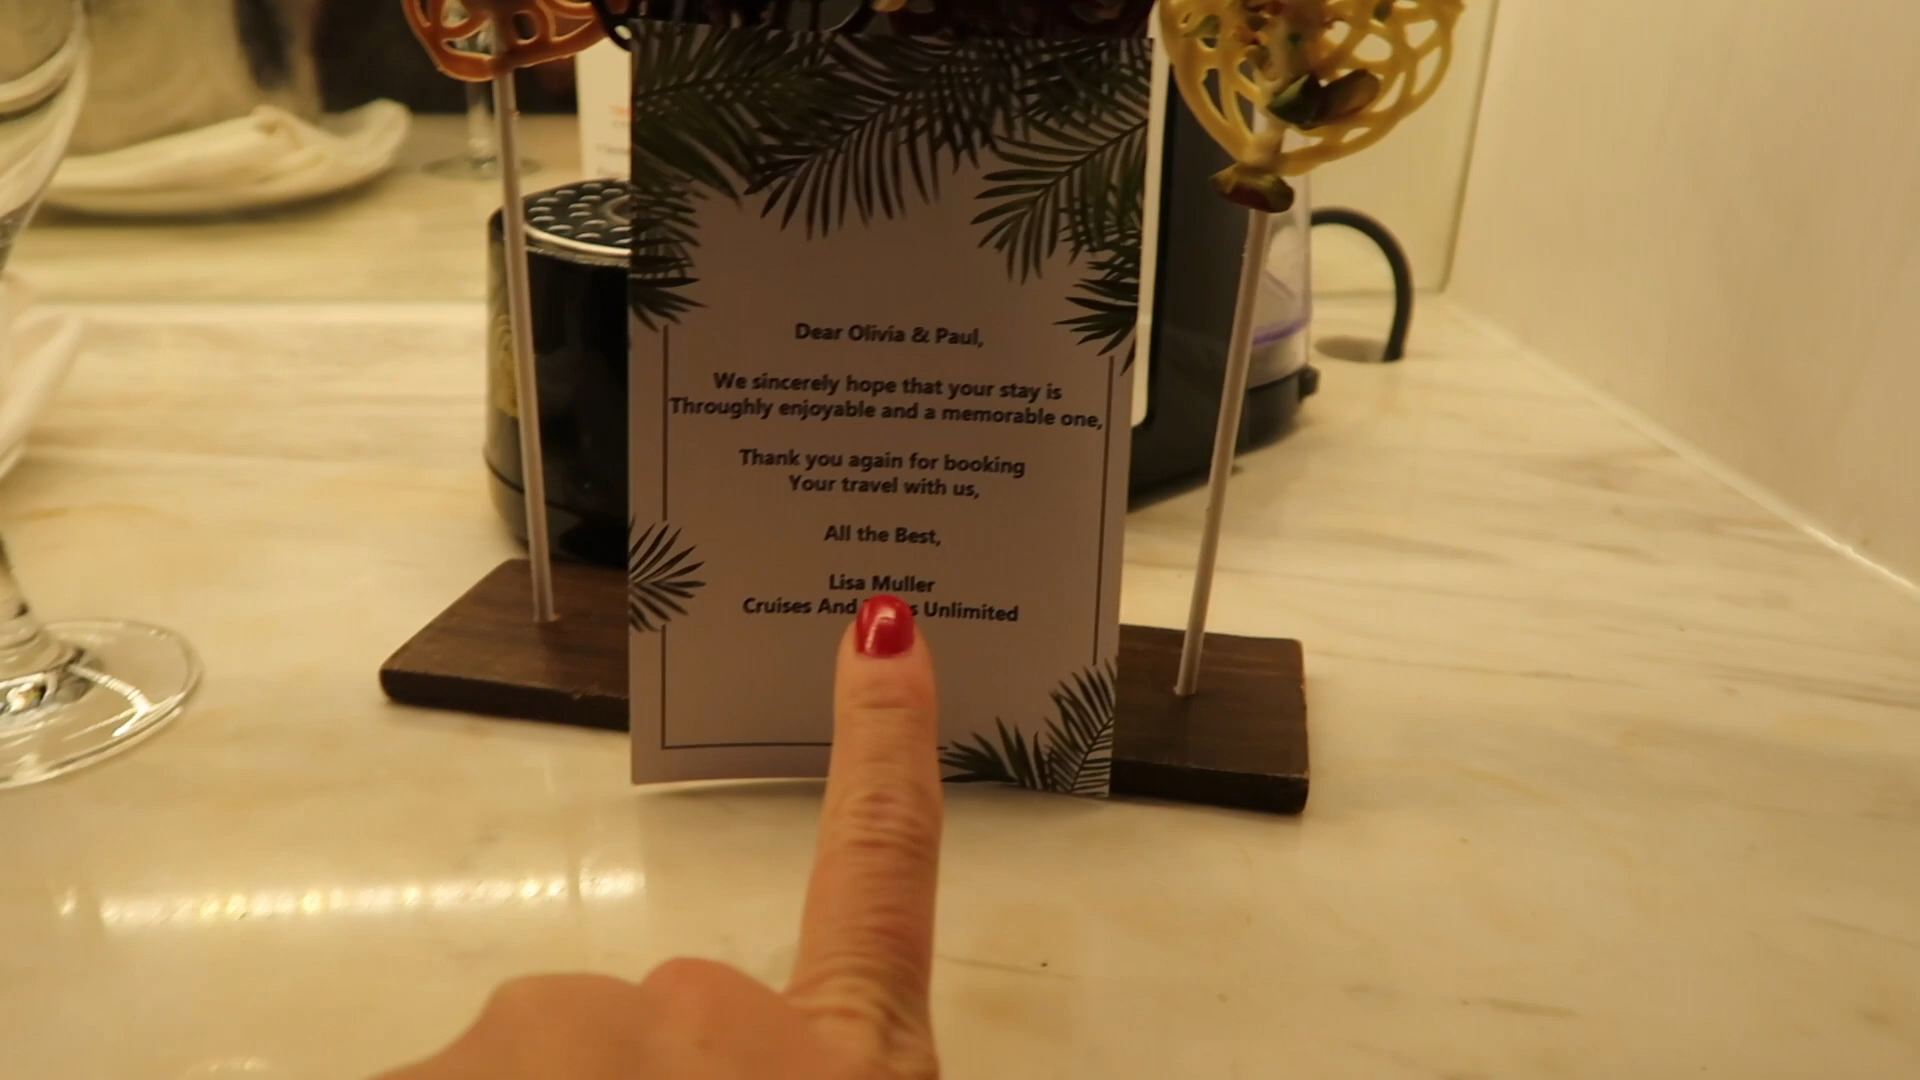 Dear Olivia & Paul,
We sincerely hope that your stay is
Throughly enjoyable and a memorable one,
Thank you again for booking
Your travel with us,
All the Best,
Lisa Muller
Cruises And Unlimited